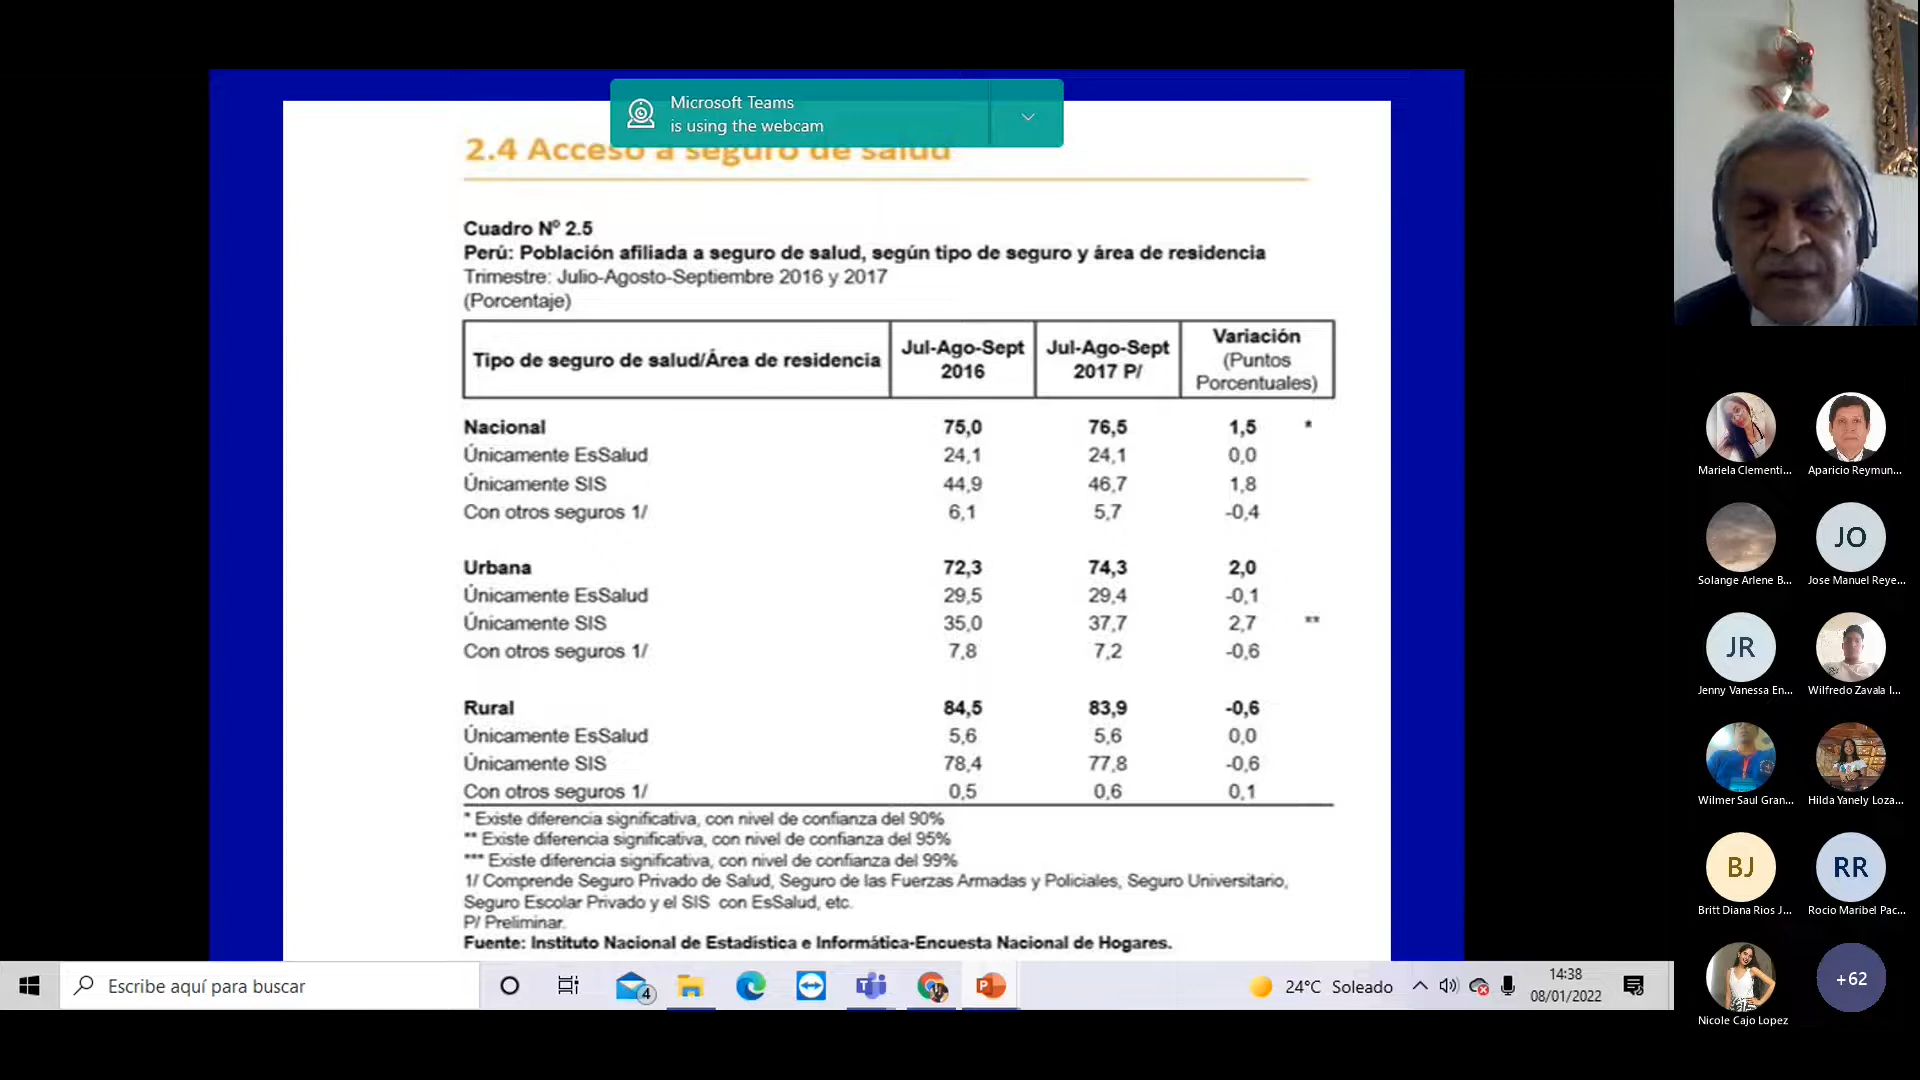 Microsoft Teams
is using the webcam
2.4 Acceso a seguro de salud
Cuadro Nº 2.5
Perú: Población afiliada a seguro de salud, según tipo de seguro y área de residencia
Trimestre: Julio-Agosto-Septiembre 2016 y 2017
(Porcentaje)
Tipo de seguro de salud/Área de residencia Jul-Ago-Sept 2016 Jul-Ago-Sept 2017 P/ Variación (Puntos Porcentuales)
Nacional 75,0 76,5 1,5 *
Únicamente EsSalud 24,1 24,1 0,0
Únicamente SIS 44,9 46,7 1,8
Con otros seguros 1/ 6,1 5,7 -0,4
Urbana 72,3 74,3 2,0
Únicamente EsSalud 29,5 29,4 -0,1
Únicamente SIS 35,0 37,7 2,7 **
Con otros seguros 1/ 7,8 7,2 -0,6
Rural 84,5 83,9 -0,6
Únicamente EsSalud 5,6 5,6 0,0
Únicamente SIS 78,4 77,8 -0,6
Con otros seguros 1/ 0,5 0,6 0,1
* Existe diferencia significativa, con nivel de confianza del 90%
** Existe diferencia significativa, con nivel de confianza del 95%
*** Existe diferencia significativa, con nivel de confianza del 99%
1/ Comprende Seguro Privado de Salud, Seguro de las Fuerzas Armadas y Policiales, Seguro Universitario,
Seguro Escolar Privado y el SIS con EsSalud, etc.
P/ Preliminar.
Fuente: Instituto Nacional de Estadística e Informática-Encuesta Nacional de Hogares.
Escribe aquí para buscar
4
24°C Soleado
14:38
08/01/2022
Mariela Clementi...
Aparicio Reymun...
Solange Arlene B...
JO
Jose Manuel Reye...
JR
Jenny Vanessa En...
Wilfredo Zavala I...
Wilmer Saul Gran...
Hilda Yanely Loza...
BJ
Britt Diana Rios J...
RR
Rocio Maribel Pac...
Nicole Cajo Lopez
+62